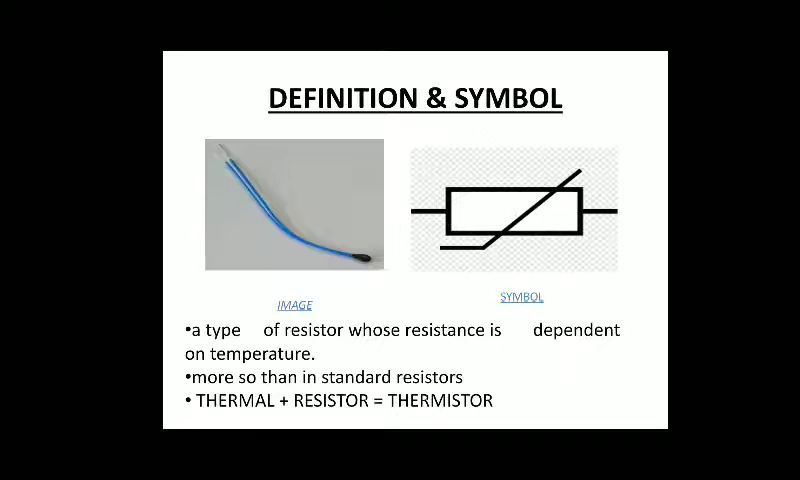 DEFINITION & SYMBOL
IMAGE
SYMBOL
•a type of resistor whose resistance is dependent
on temperature.
•more so than in standard resistors
• THERMAL + RESISTOR = THERMISTOR